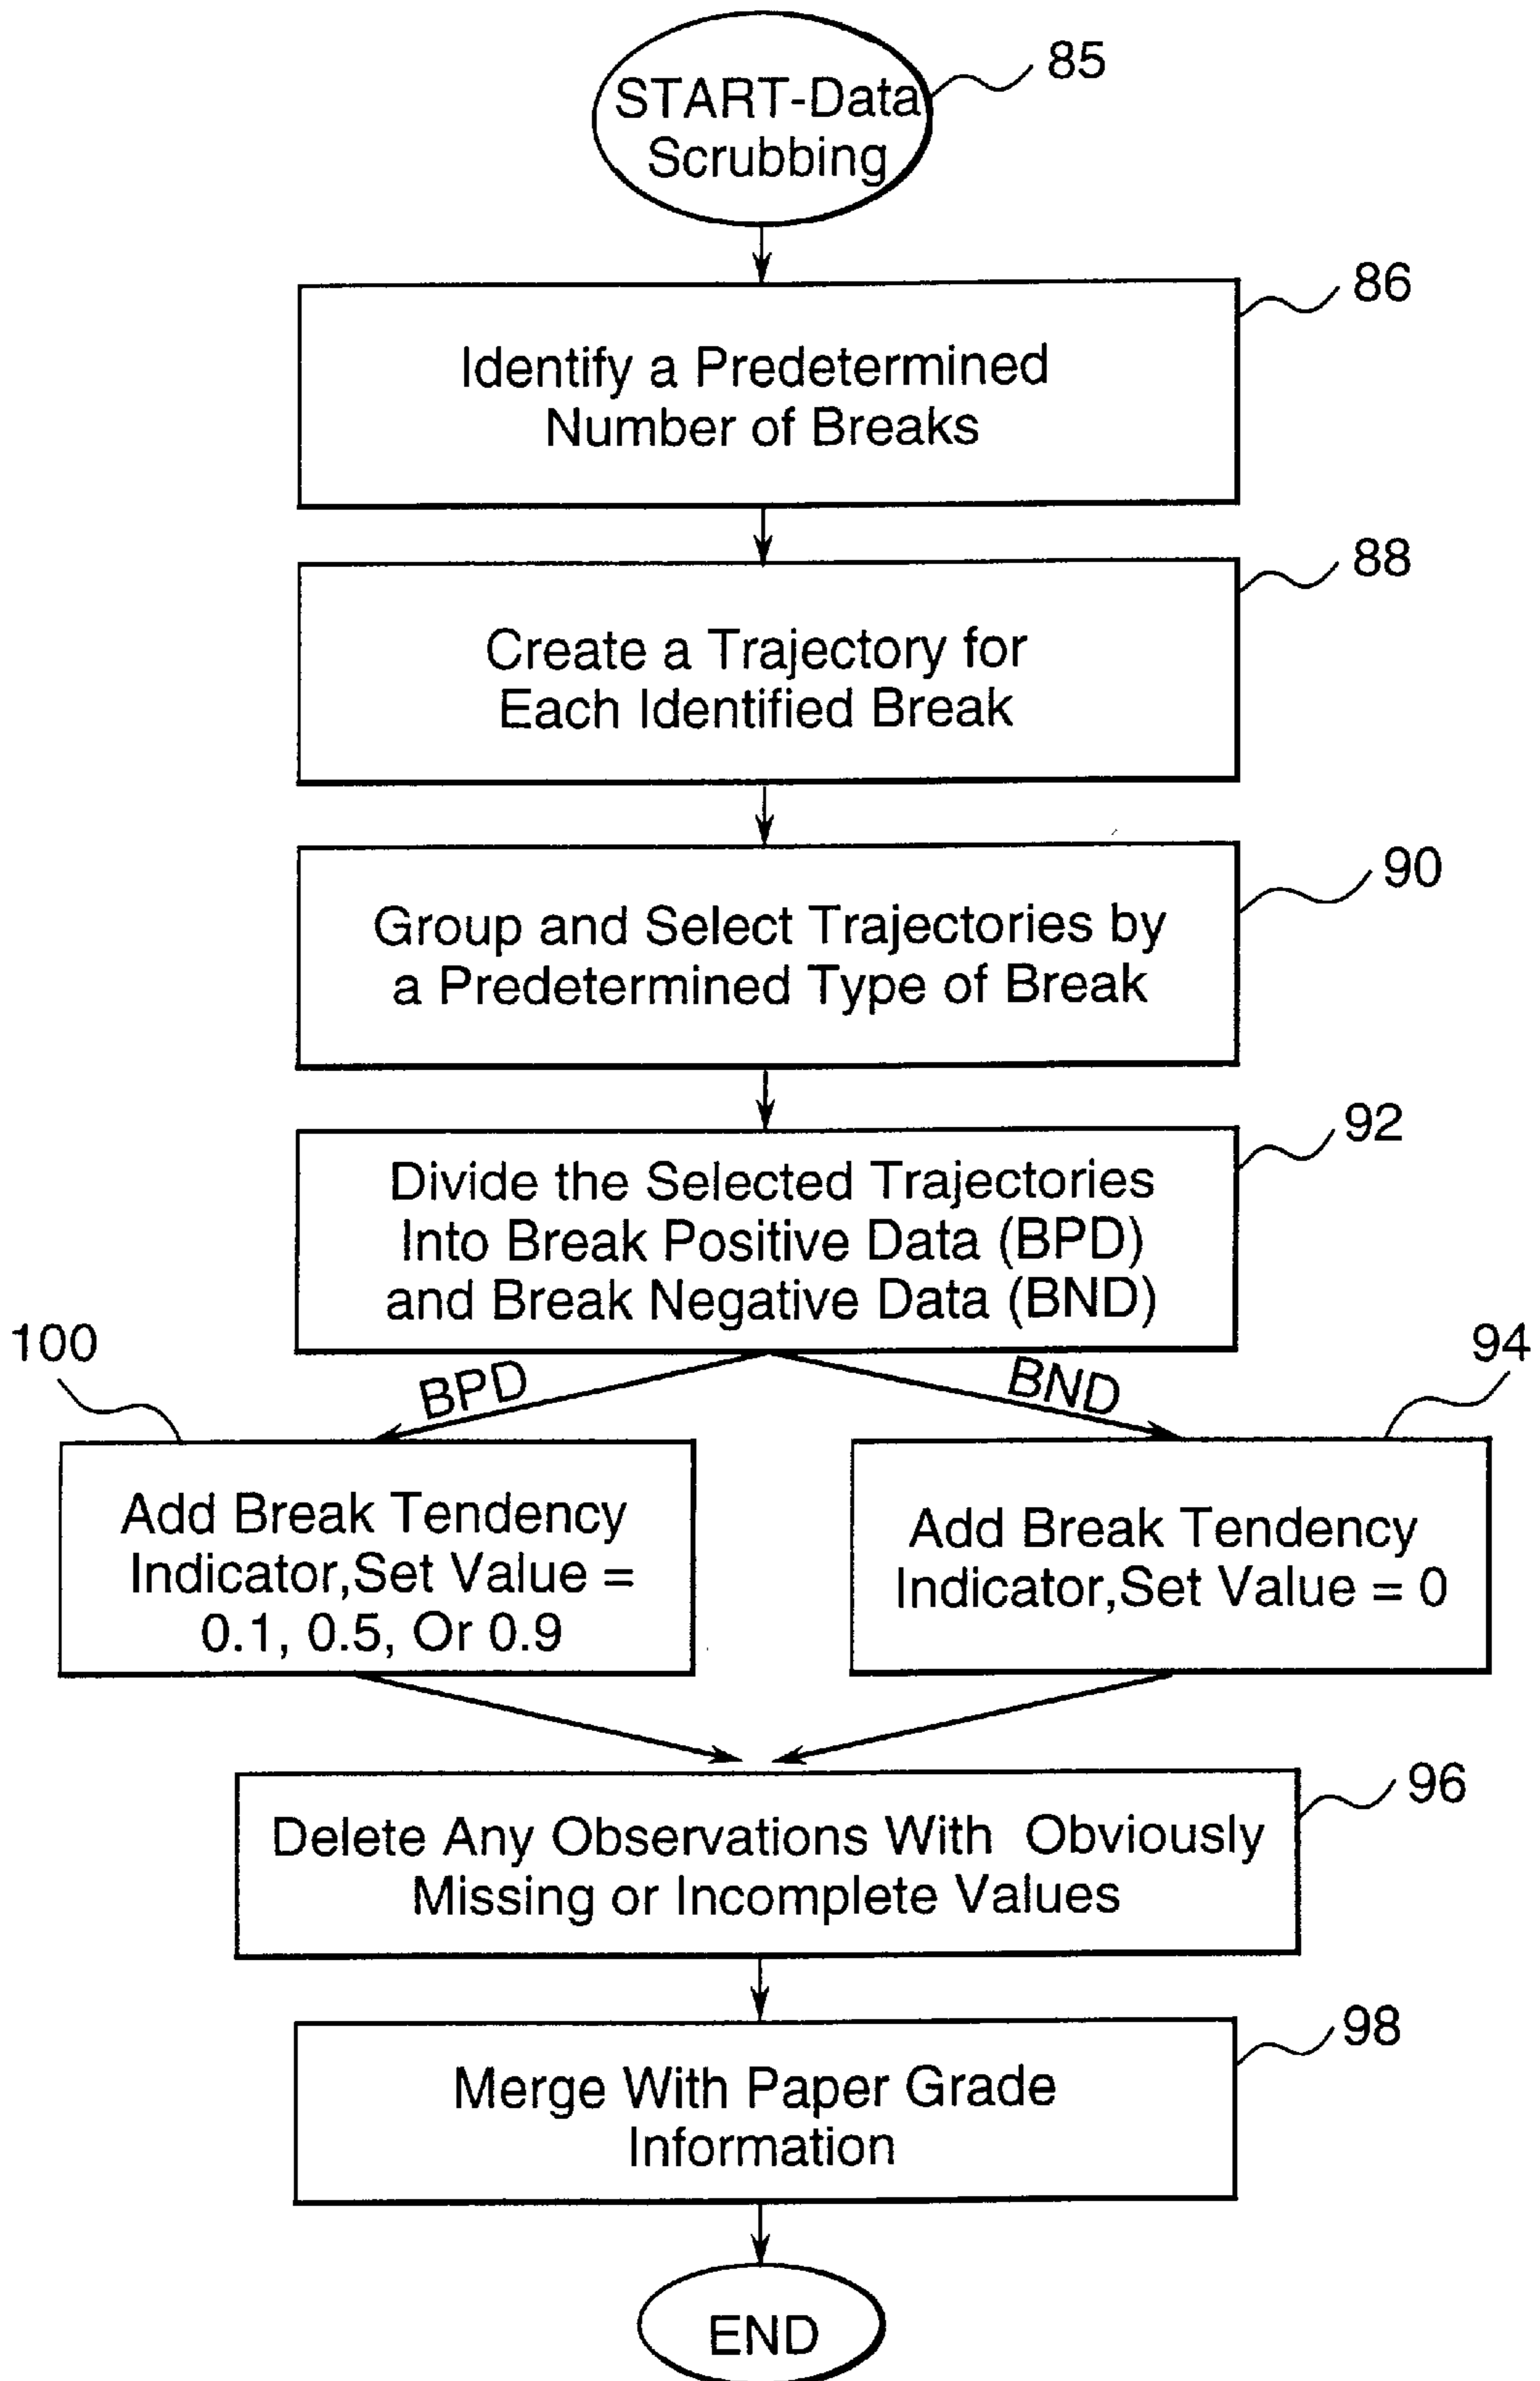 START-Data
Scrubbing
85
86
Identify a Predetermined
Number of Breaks
88
Create a Trajectory for
Each Identified Break
90
Group and Select Trajectories by
a Predetermined Type of Break
92
Divide the Selected Trajectories
Into Break Positive Data (BPD)
and Break Negative Data (BND)
100
BPD
BND
94
Add Break Tendency
Indicator,Set Value =
0.1, 0.5, Or 0.9
Add Break Tendency
Indicator,Set Value = 0
96
Delete Any Observations With Obviously
Missing or Incomplete Values
98
Merge With Paper Grade
Information
END